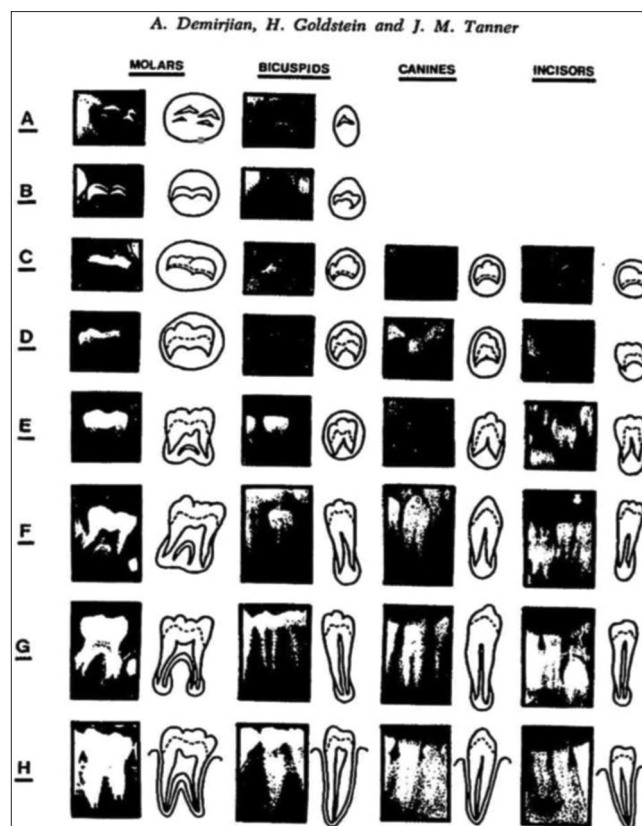 A. Demirjian, H. Goldstein and J. M. Tanner
MOLARS BICUSPIDS CANINES INCISORS
A
B
C
D
E
F
G
H